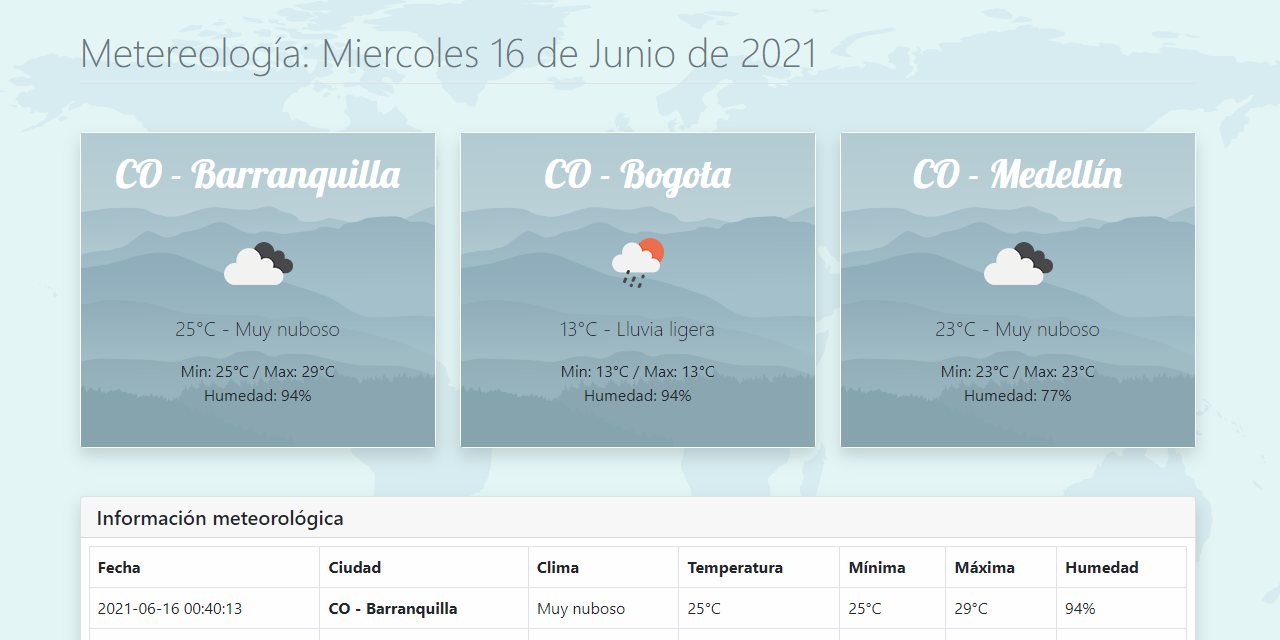 Metereología: Miercoles 16 de Junio de 2021
CO - Barranquilla
25°C - Muy nuboso
Min: 25°C / Max: 29°C
Humedad: 94%
CO - Bogota
13°C - Lluvia ligera
Min: 13°C / Max: 13°C
Humedad: 94%
CO - Medellín
23°C - Muy nuboso
Min: 23°C / Max: 23°C
Humedad: 77%
Información meteorológica
Fecha Ciudad Clima Temperatura Mínima Máxima Humedad
2021-06-16 00:40:13 CO - Barranquilla Muy nuboso 25°C 25°C 29°C 94%